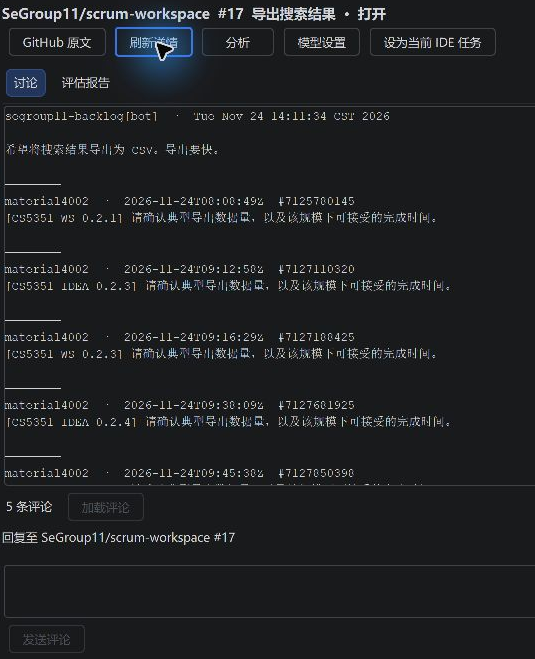 SeGroup11/scrum-workspace #17 导出搜索结果 • 打开
GitHub 原文 刷新详情 分析 模型设置 设为当前 IDE 任务
讨论 评估报告
segroup11-backlog[bot] · Tue Nov 24 14:11:34 CST 2026
希望将搜索结果导出为 CSV。导出要快。
material4002 · 2026-11-24T08:08:49Z #7125780145
[CS5351 WS 0.2.1] 请确认典型导出数据量，以及该规模下可接受的完成时间。
material4002 · 2026-11-24T09:12:58Z #7127110320
[CS5351 IDEA 0.2.3] 请确认典型导出数据量，以及该规模下可接受的完成时间。
material4002 · 2026-11-24T09:16:29Z #7127188425
[CS5351 WS 0.2.3] 请确认典型导出数据量，以及该规模下可接受的完成时间。
material4002 · 2026-11-24T09:38:09Z #7127681925
[CS5351 IDEA 0.2.4] 请确认典型导出数据量，以及该规模下可接受的完成时间。
material4002 · 2026-11-24T09:45:38Z #7127850398
5 条评论 加载评论
回复至 SeGroup11/scrum-workspace #17
发送评论